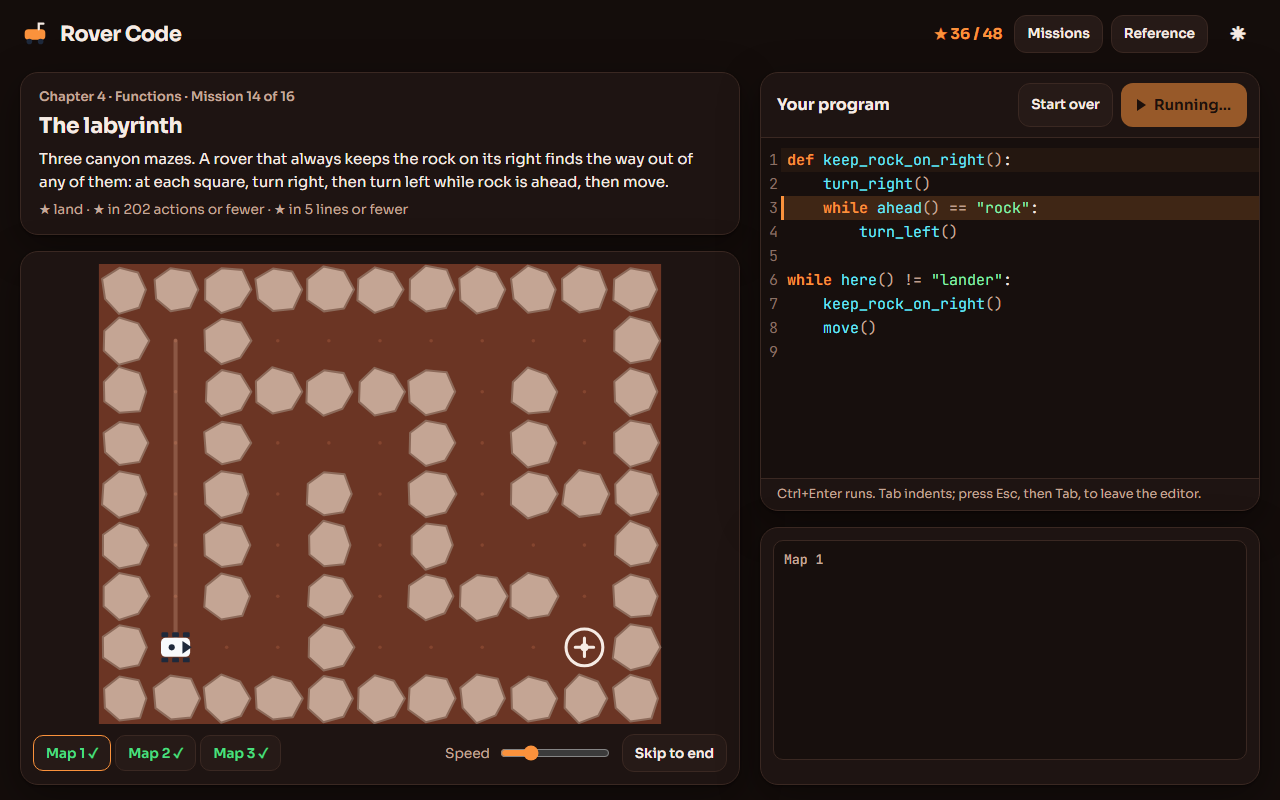 Rover Code
★ 36 / 48
Missions
Reference
Chapter 4 · Functions · Mission 14 of 16
The labyrinth
Three canyon mazes. A rover that always keeps the rock on its right finds the way out of
any of them: at each square, turn right, then turn left while rock is ahead, then move.
★ land · ★ in 202 actions or fewer · ★ in 5 lines or fewer
Map 1 ✓
Map 2 ✓
Map 3 ✓
Speed
Skip to end
Your program
Start over
Running…
1 def keep_rock_on_right():
2     turn_right()
3     while ahead() == "rock":
4         turn_left()
5
6 while here() != "lander":
7     keep_rock_on_right()
8     move()
9
Ctrl+Enter runs. Tab indents; press Esc, then Tab, to leave the editor.
Map 1